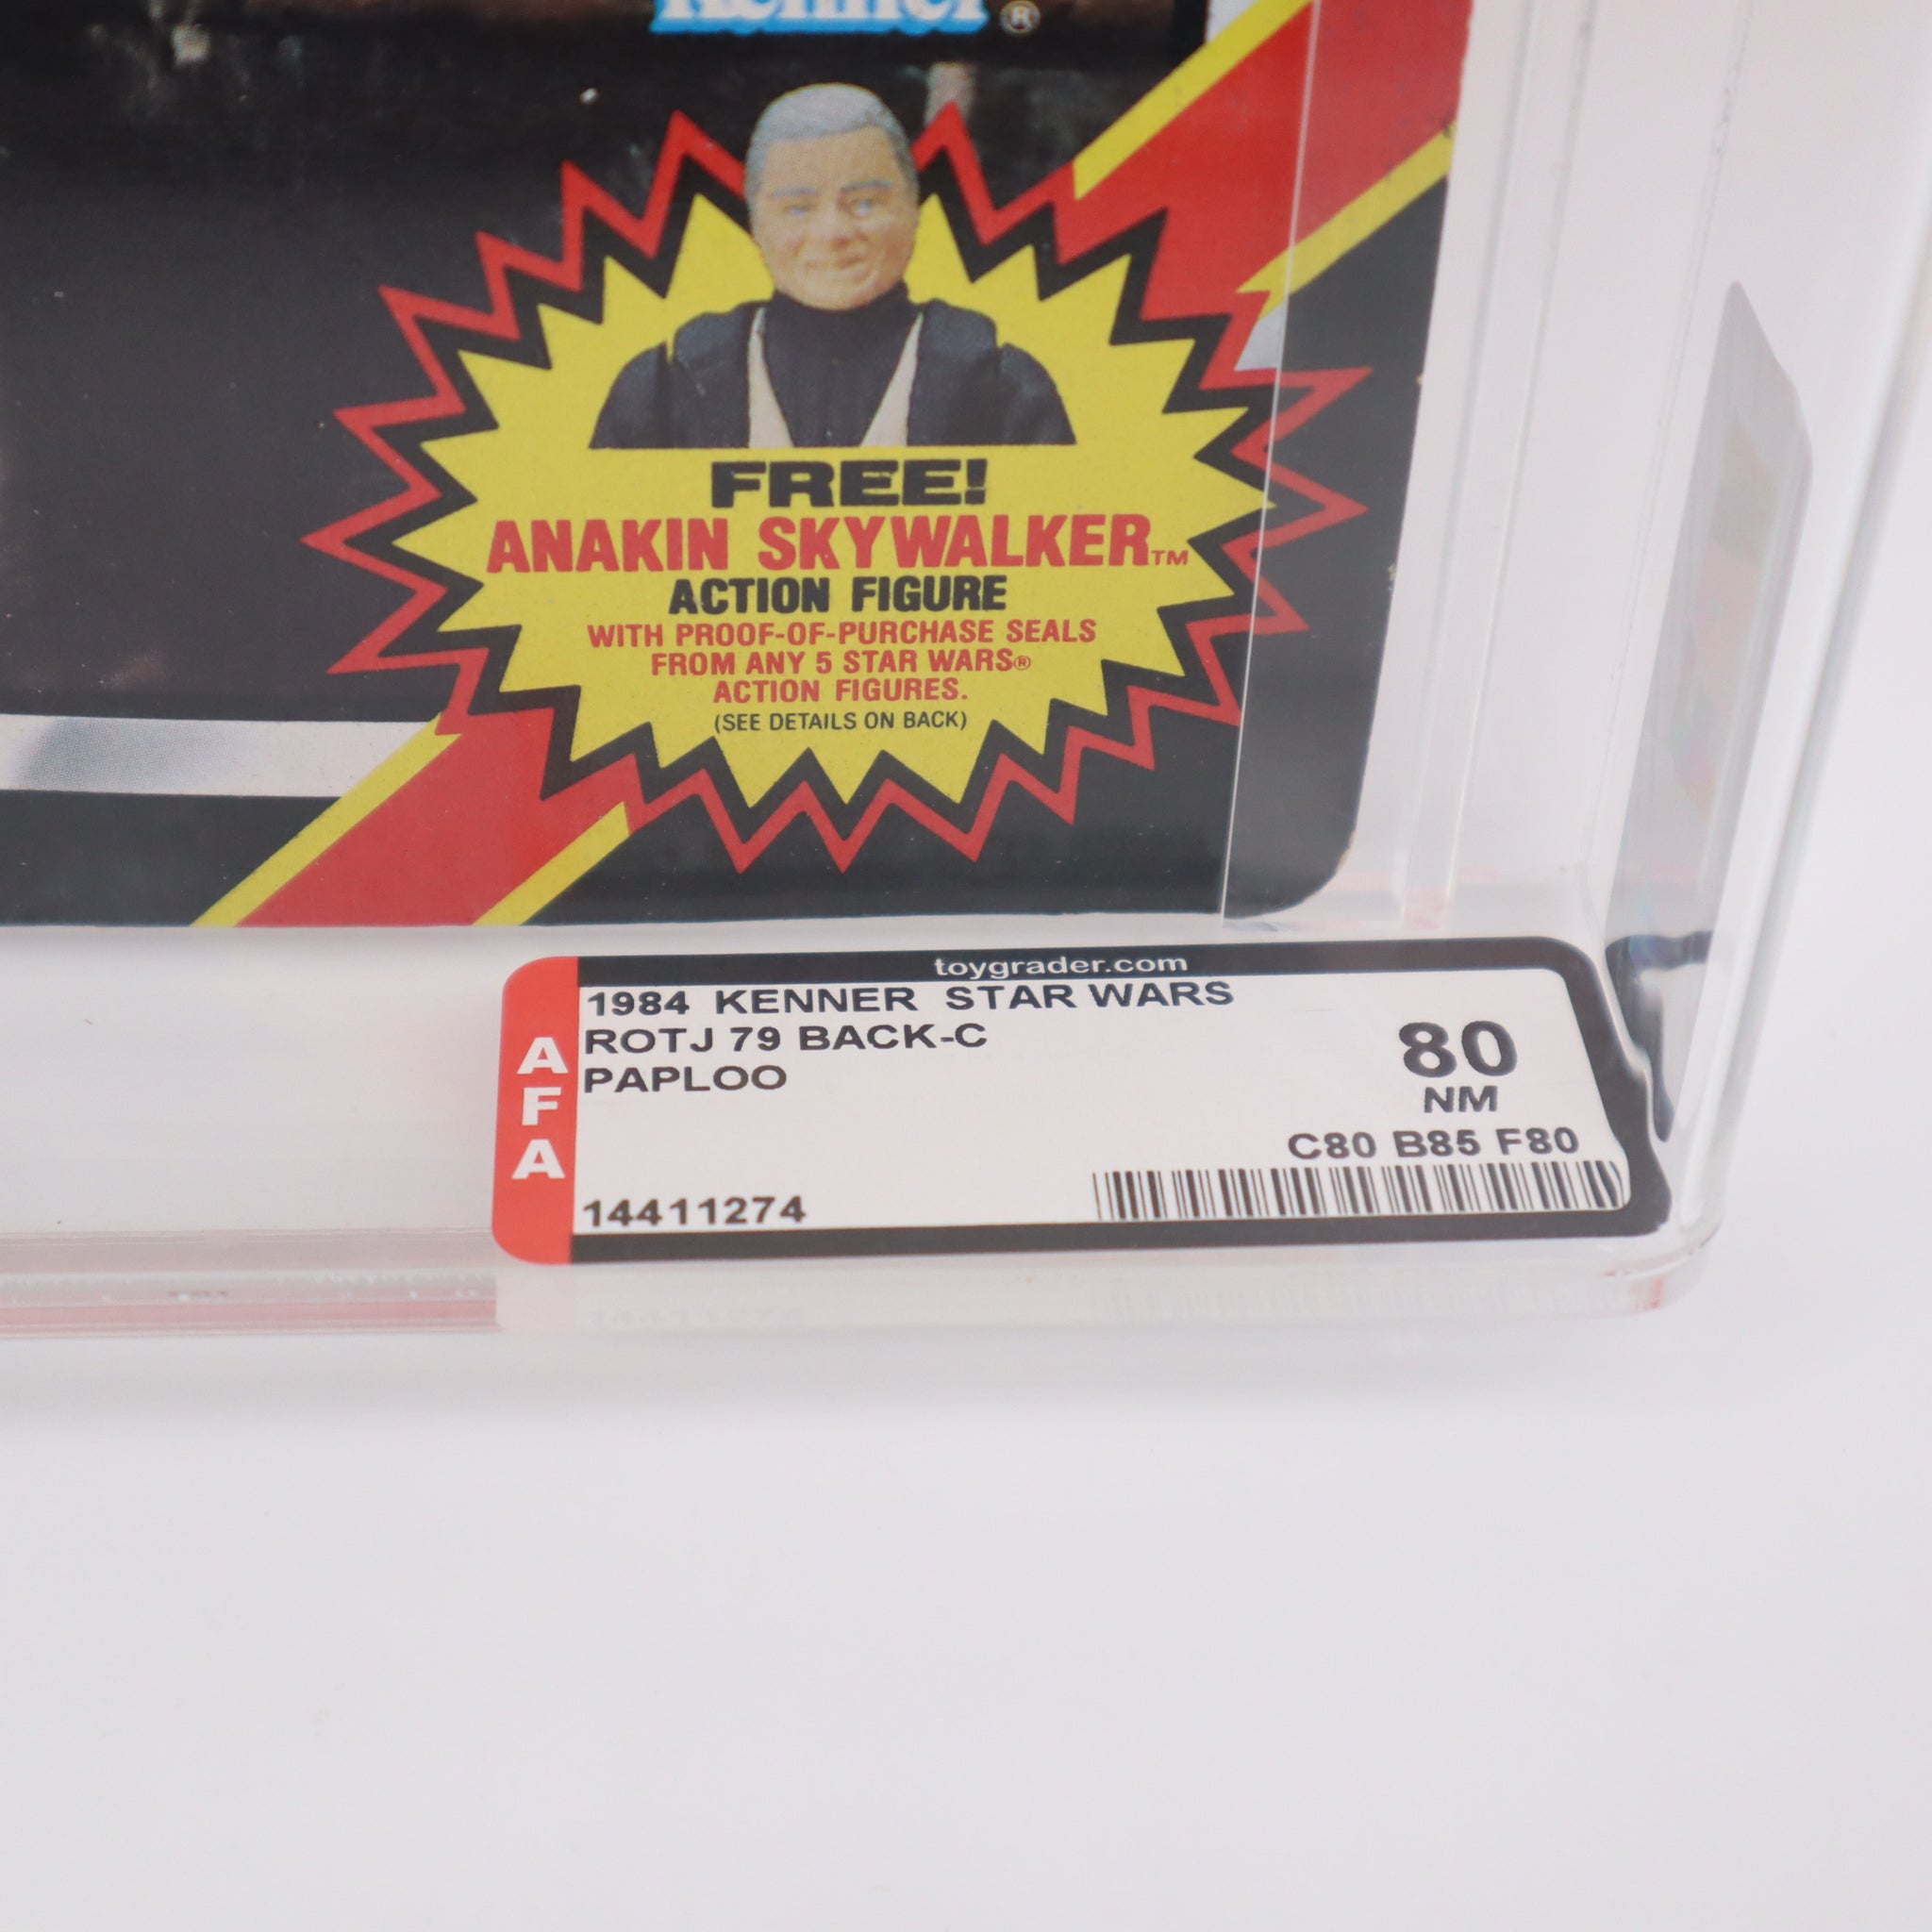 Kenner ®
FREE!
ANAKIN SKYWALKER™
ACTION FIGURE
WITH PROOF-OF-PURCHASE SEALS
FROM ANY 5 STAR WARS®
ACTION FIGURES.
(SEE DETAILS ON BACK)
toygrader.com
AFA
1984 KENNER STAR WARS
ROTJ 79 BACK-C
PAPLOO
80
NM
C80 B85 F80
14411274